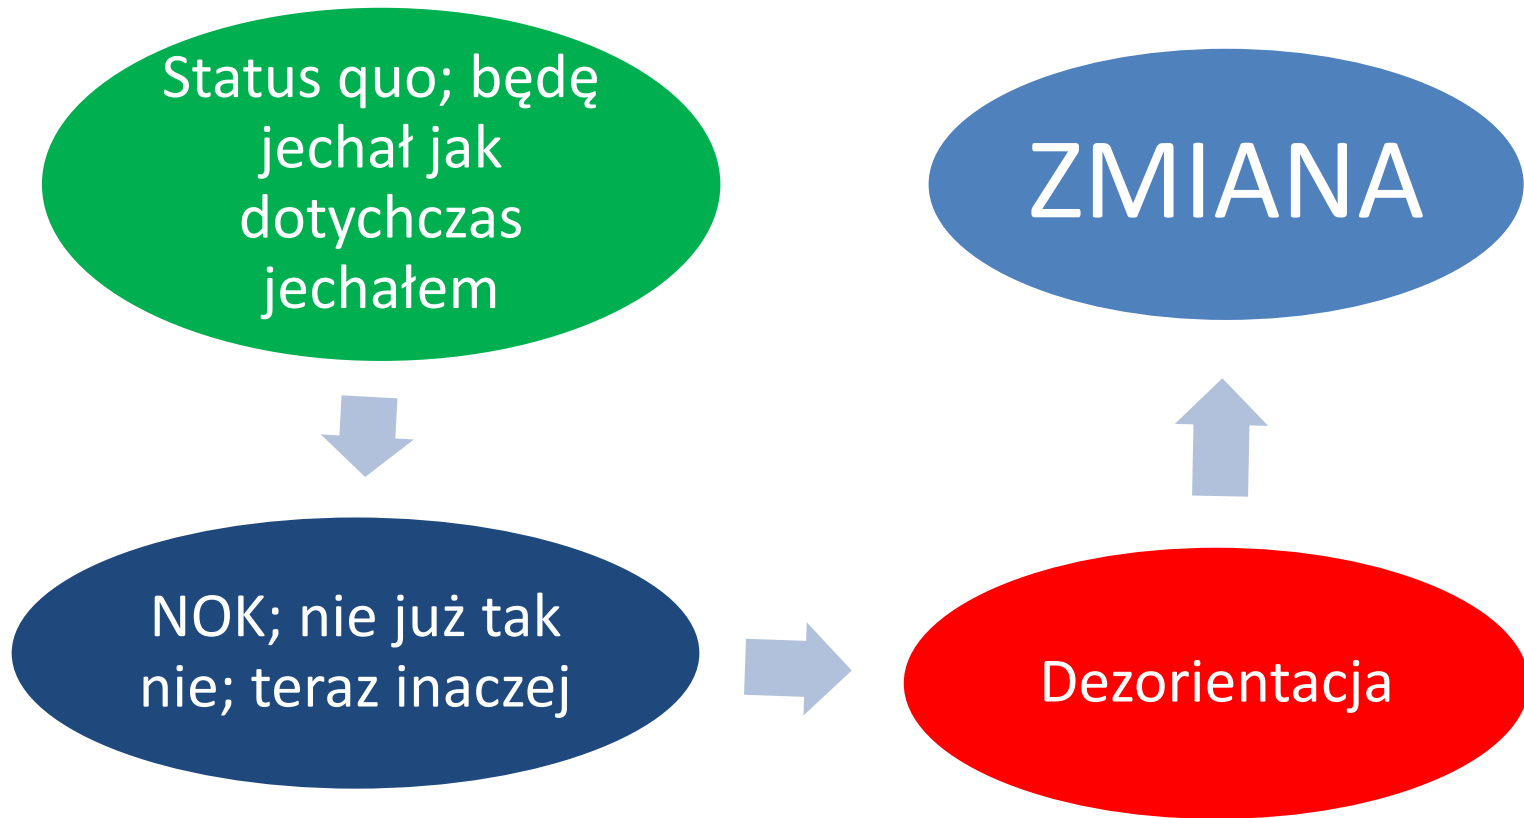 Status quo; będę
jechał jak
dotychczas
jechałem
NOK; nie już tak
nie; teraz inaczej
Dezorientacja
ZMIANA